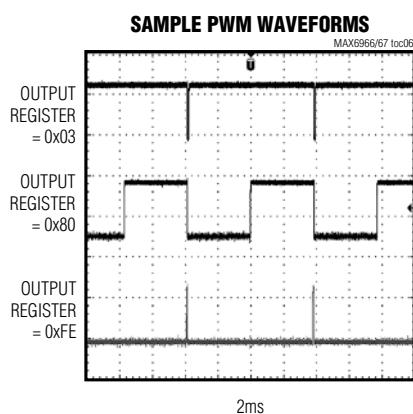 SAMPLE PWM WAVEFORMS
MAX6966/67 toc06
OUTPUT
REGISTER
= 0x03
OUTPUT
REGISTER
= 0x80
OUTPUT
REGISTER
= 0xFE
2ms